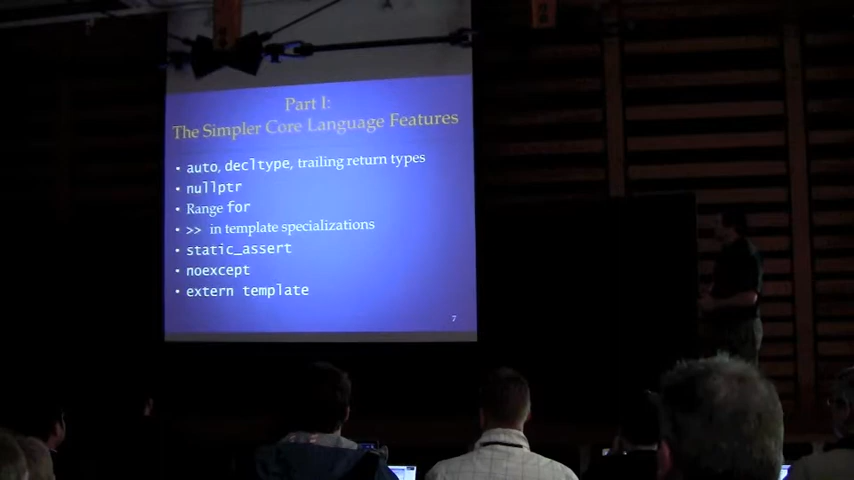 Part I:
The Simpler Core Language Features
• auto, decltype, trailing return types
• nullptr
• Range for
• >> in template specializations
• static_assert
• noexcept
• extern template
7